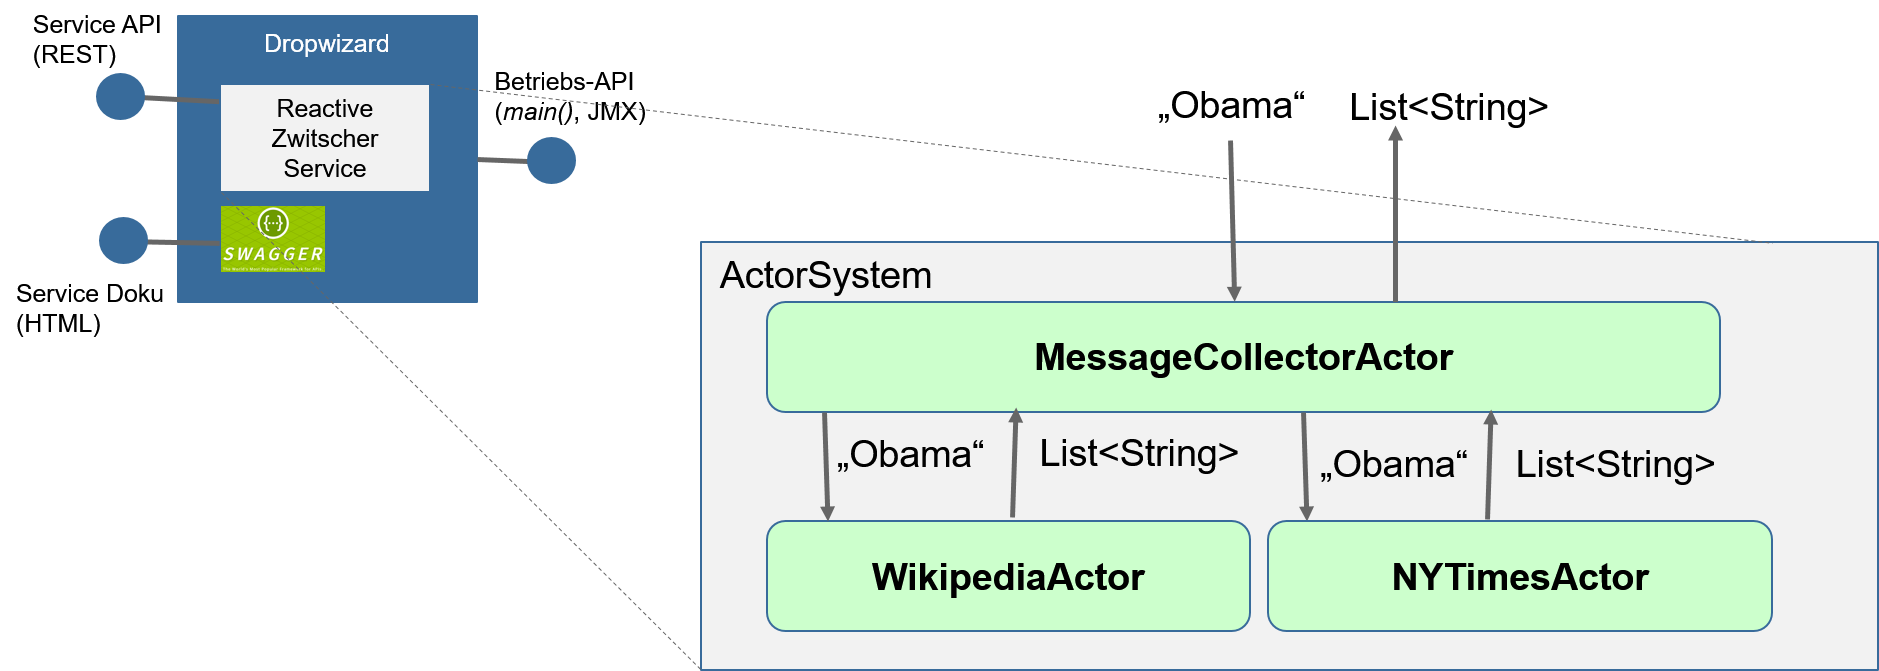 Service API
(REST)
Dropwizard
Reactive
Zwitscher
Service
Betriebs-API
(main(), JMX)
{···}
SWAGGER
The World's Most Popular Framework for APIs.
Service Doku
(HTML)
„Obama“
List<String>
ActorSystem
MessageCollectorActor
„Obama“
List<String>
„Obama“
List<String>
WikipediaActor
NYTimesActor